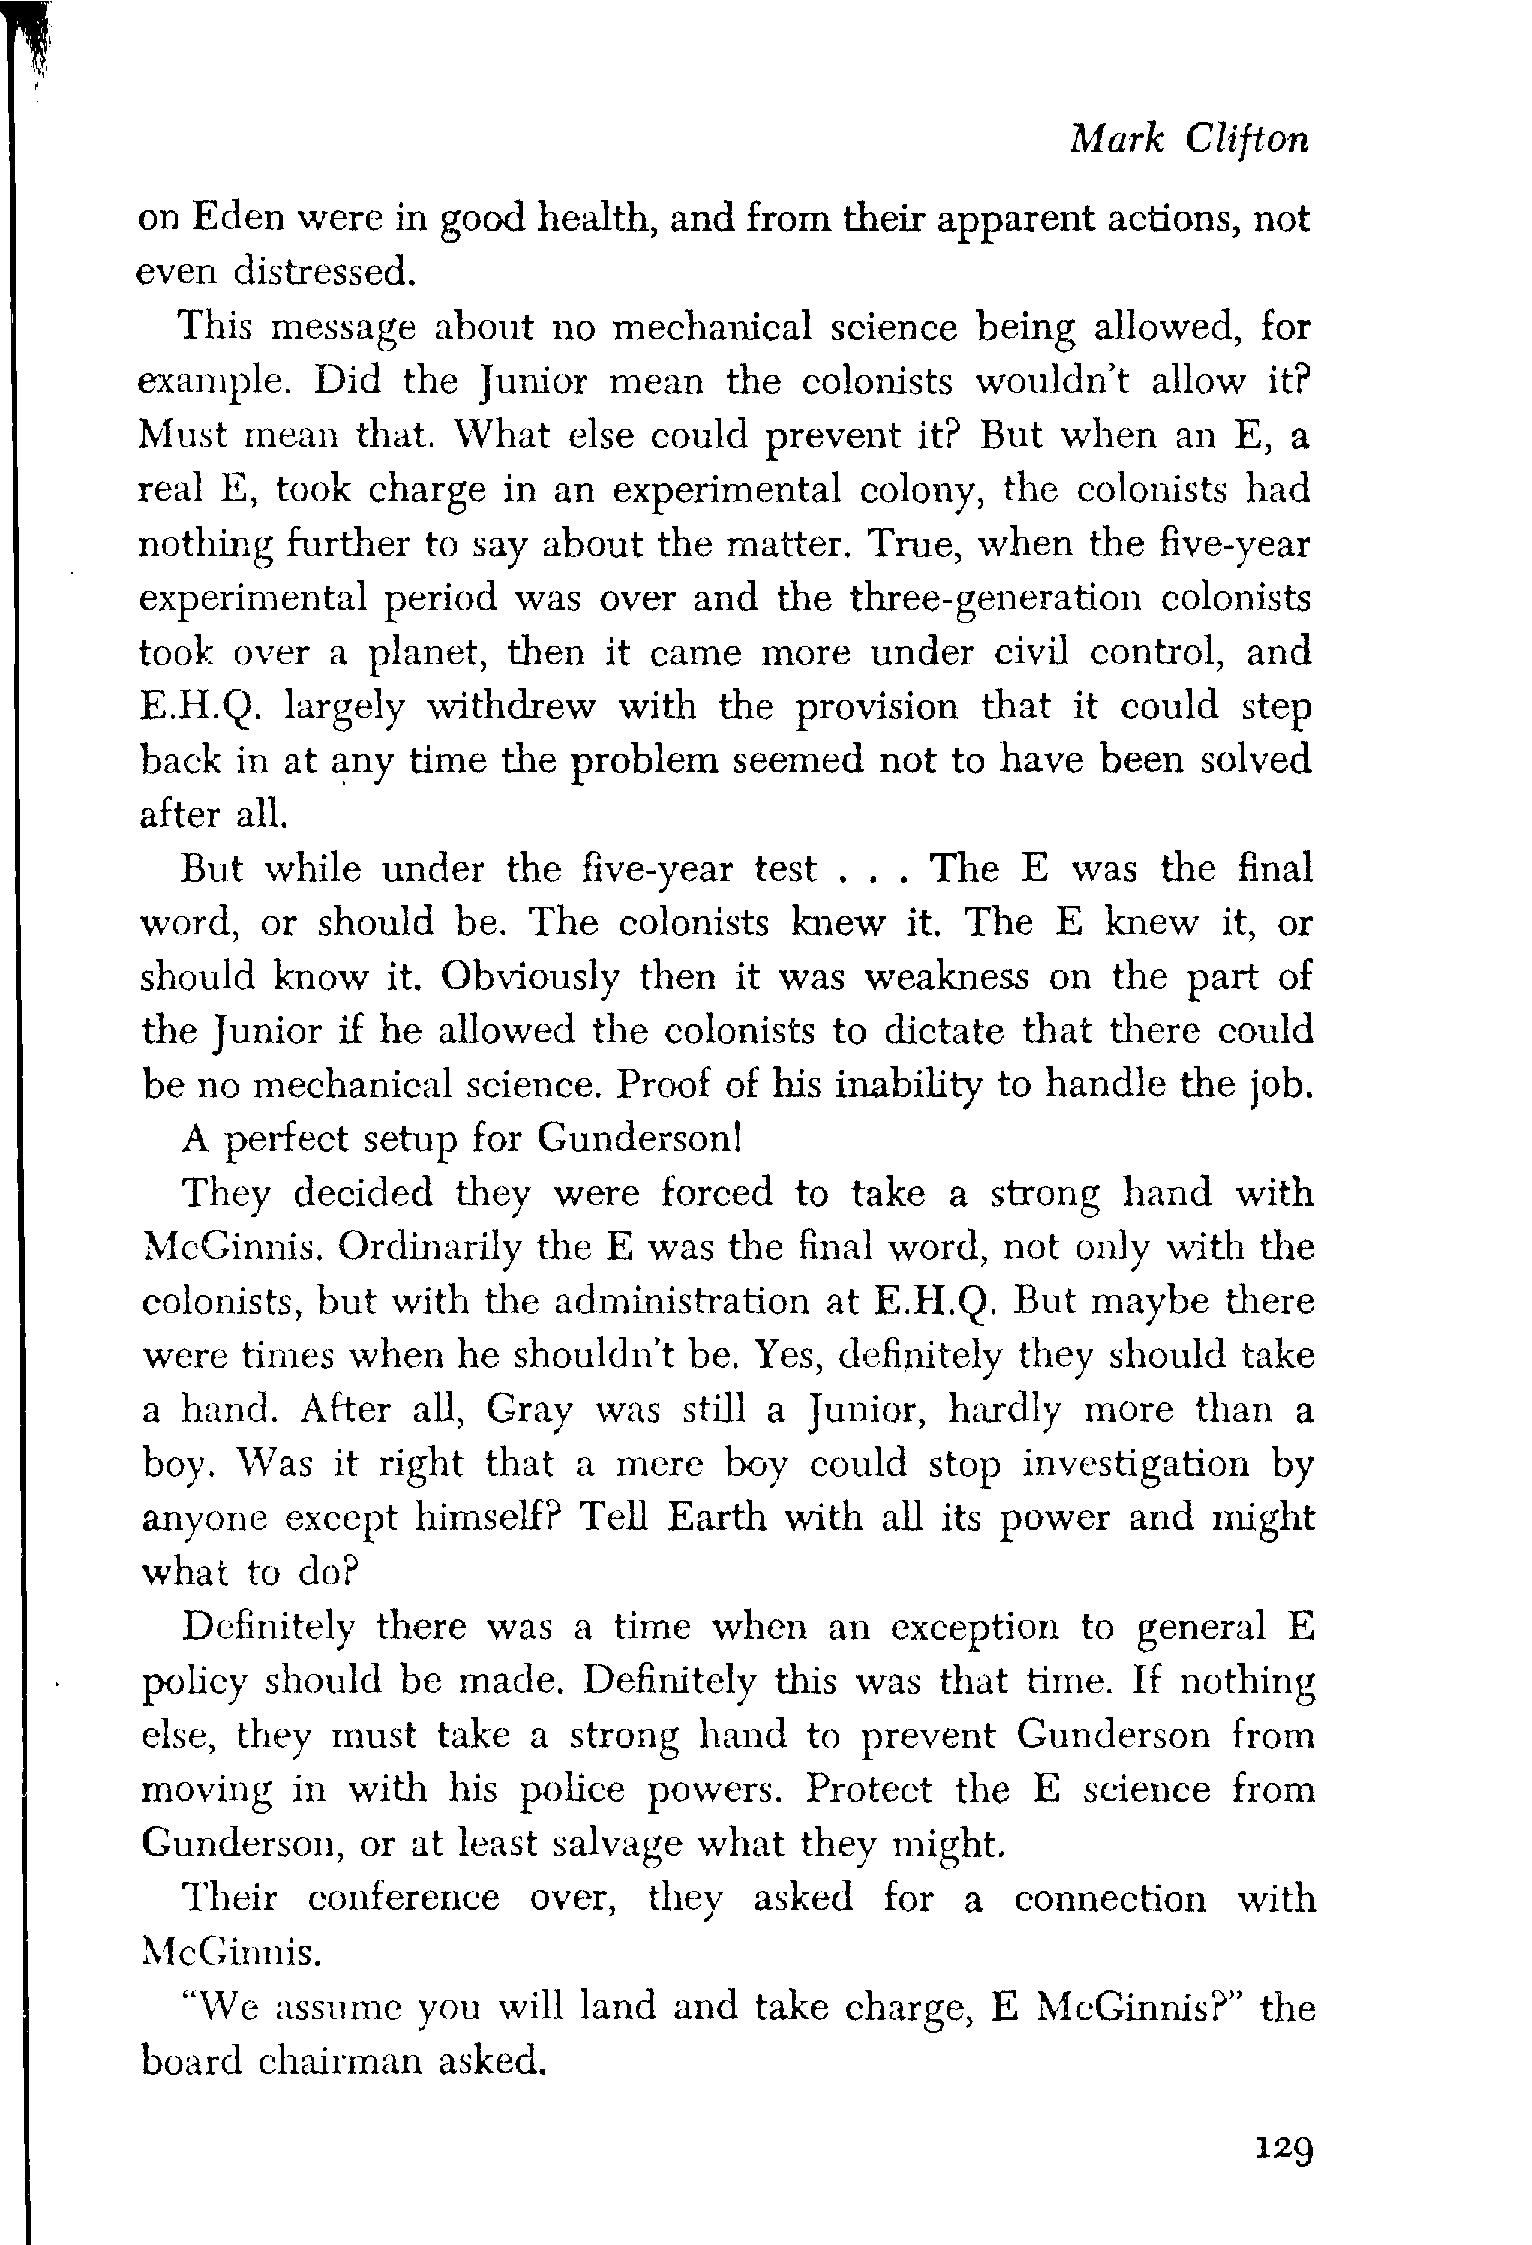 Mark Clifton
on Eden were in good health, and from their apparent actions, not
even distressed.
This message about no mechanical science being allowed, for
example. Did the Junior mean the colonists wouldn't allow it?
Must mean that. What else could prevent it? But when an E, a
real E, took charge in an experimental colony, the colonists had
nothing further to say about the matter. True, when the five-year
experimental period was over and the three-generation colonists
took over a planet, then it came more under civil control, and
E.H.Q. largely withdrew with the provision that it could step
back in at any time the problem seemed not to have been solved
after all.
But while under the five-year test . . . The E was the final
word, or should be. The colonists knew it. The E knew it, or
should know it. Obviously then it was weakness on the part of
the Junior if he allowed the colonists to dictate that there could
be no mechanical science. Proof of his inability to handle the job.
A perfect setup for Gunderson!
They decided they were forced to take a strong hand with
McGinnis. Ordinarily the E was the final word, not only with the
colonists, but with the administration at E.H.Q. But maybe there
were times when he shouldn't be. Yes, definitely they should take
a hand. After all, Gray was still a Junior, hardly more than a
boy. Was it right that a mere boy could stop investigation by
anyone except himself? Tell Earth with all its power and might
what to do?
Definitely there was a time when an exception to general E
policy should be made. Definitely this was that time. If nothing
else, they must take a strong hand to prevent Gunderson from
moving in with his police powers. Protect the E science from
Gunderson, or at least salvage what they might.
Their conference over, they asked for a connection with
McGinnis.
“We assume you will land and take charge, E McGinnis?” the
board chairman asked.
129